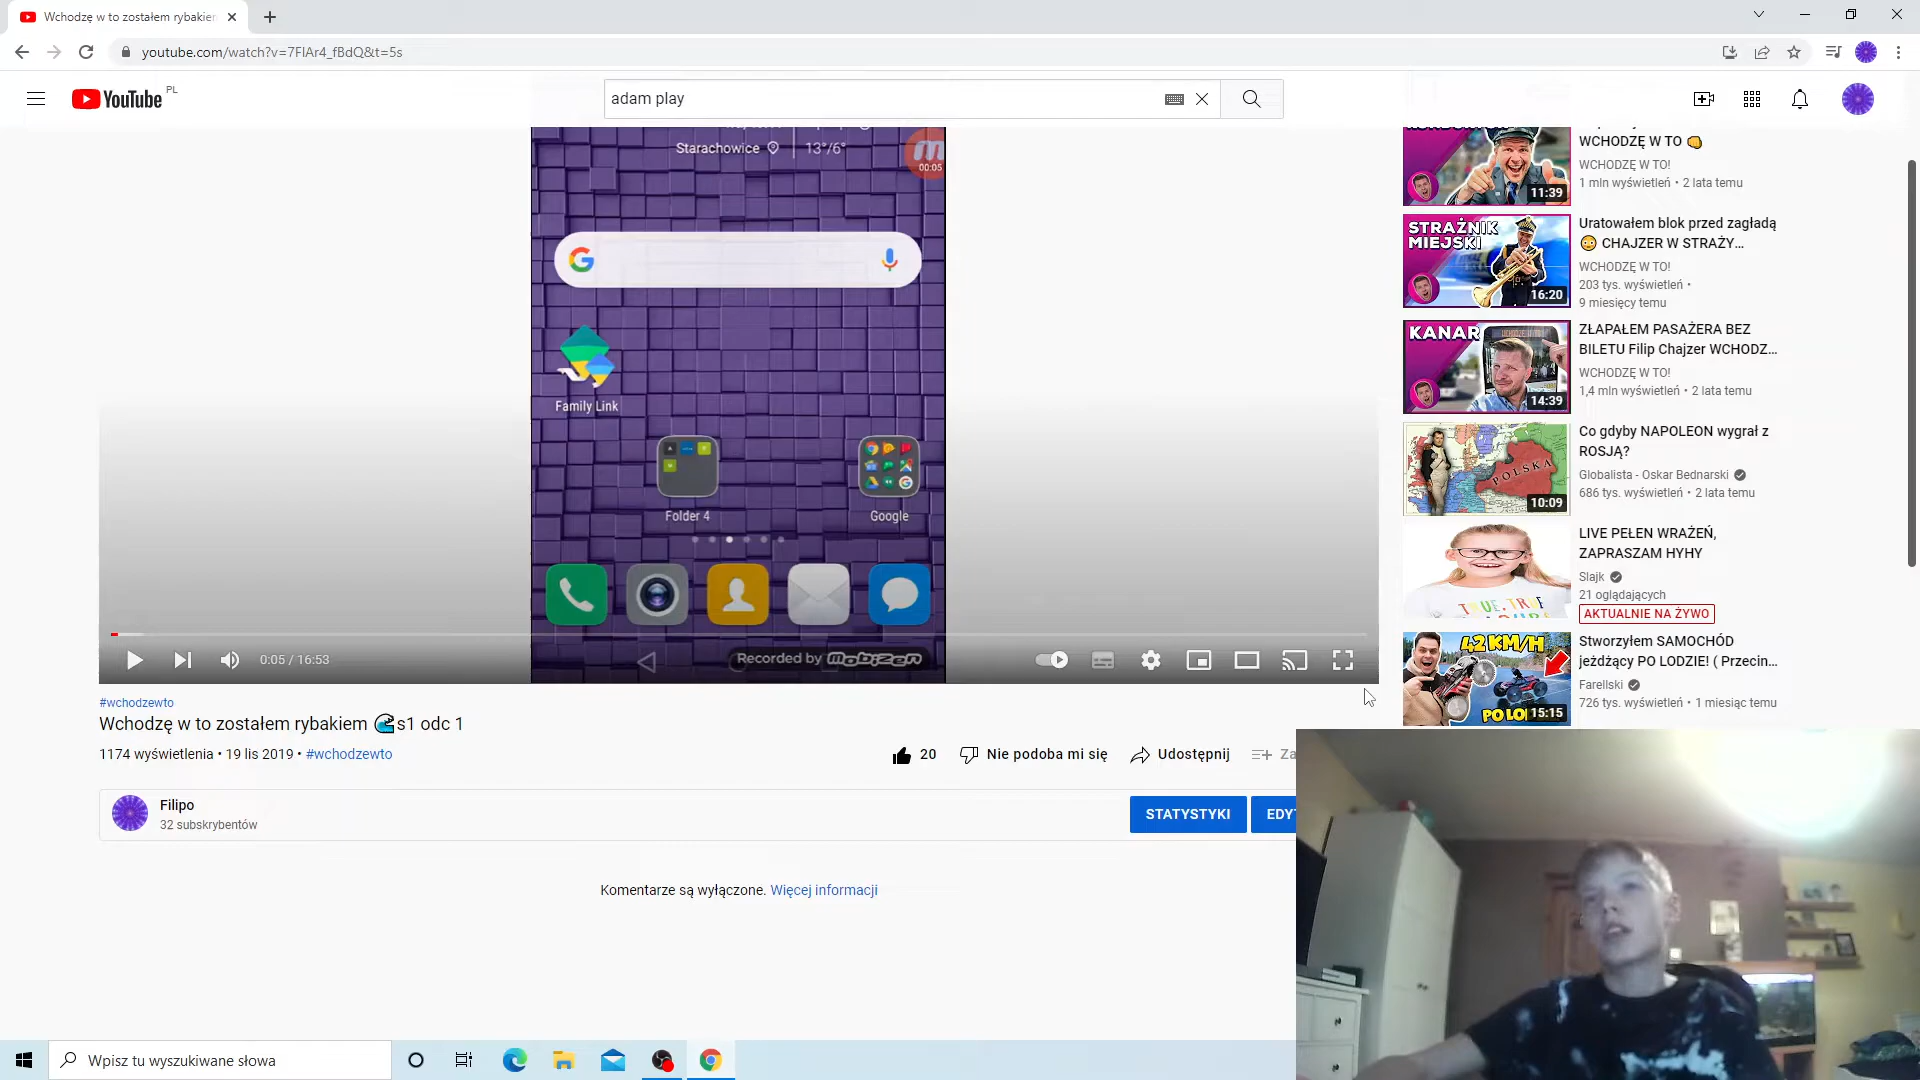 Wchodzę w to zostałem rybakiem
youtube.com/watch?v=7FlAr4_fBdQ&t=5s
YouTube PL
adam play
Starachowice
13°/6°
00:05
Family Link
Folder 4
Google
0:05 / 16:53
Recorded by Mobizen
#wchodzewto
Wchodzę w to zostałem rybakiem 🌊s1 odc 1
1174 wyświetlenia • 19 lis 2019 • #wchodzewto
20
Nie podoba mi się
Udostępnij
Filipo
32 subskrybentów
STATYSTYKI
Komentarze są wyłączone. Więcej informacji
11:39
WCHODZĘ W TO 👊
WCHODZĘ W TO!
1 mln wyświetleń • 2 lata temu
STRAŻNIK
MIEJSKI
16:20
Uratowałem blok przed zagładą
😳 CHAJZER W STRAŻY...
WCHODZĘ W TO!
203 tys. wyświetleń •
9 miesięcy temu
KANAR
14:39
ZŁAPAŁEM PASAŻERA BEZ
BILETU Filip Chajzer WCHODZ...
WCHODZĘ W TO!
1,4 mln wyświetleń • 2 lata temu
POLSKA
10:09
Co gdyby NAPOLEON wygrał z
ROSJĄ?
Globalista - Oskar Bednarski
686 tys. wyświetleń • 2 lata temu
LIVE PEŁEN WRAŻEŃ,
ZAPRASZAM HYHY
Slajk
21 oglądających
AKTUALNIE NA ŻYWO
42 KM/H
15:15
Stworzyłem SAMOCHÓD
jeżdżący PO LODZIE! ( Przecin...
Farellski
726 tys. wyświetleń • 1 miesiąc temu
Wpisz tu wyszukiwane słowa